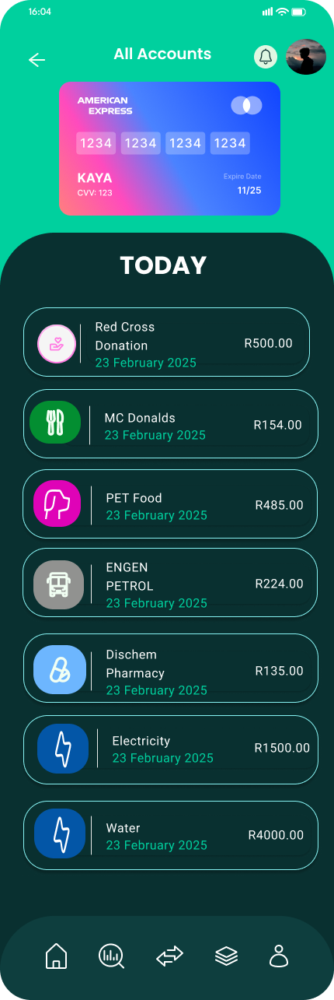 16:04
All Accounts
AMERICAN
EXPRESS
1234 1234 1234 1234
KAYA
Expire Date
CVV: 123
11/25
TODAY
Red Cross
Donation
R500.00
23 February 2025
MC Donalds
R154.00
23 February 2025
PET Food
R485.00
23 February 2025
ENGEN
PETROL
R224.00
23 February 2025
Dischem
Pharmacy
R135.00
23 February 2025
Electricity
R1500.00
23 February 2025
Water
R4000.00
23 February 2025